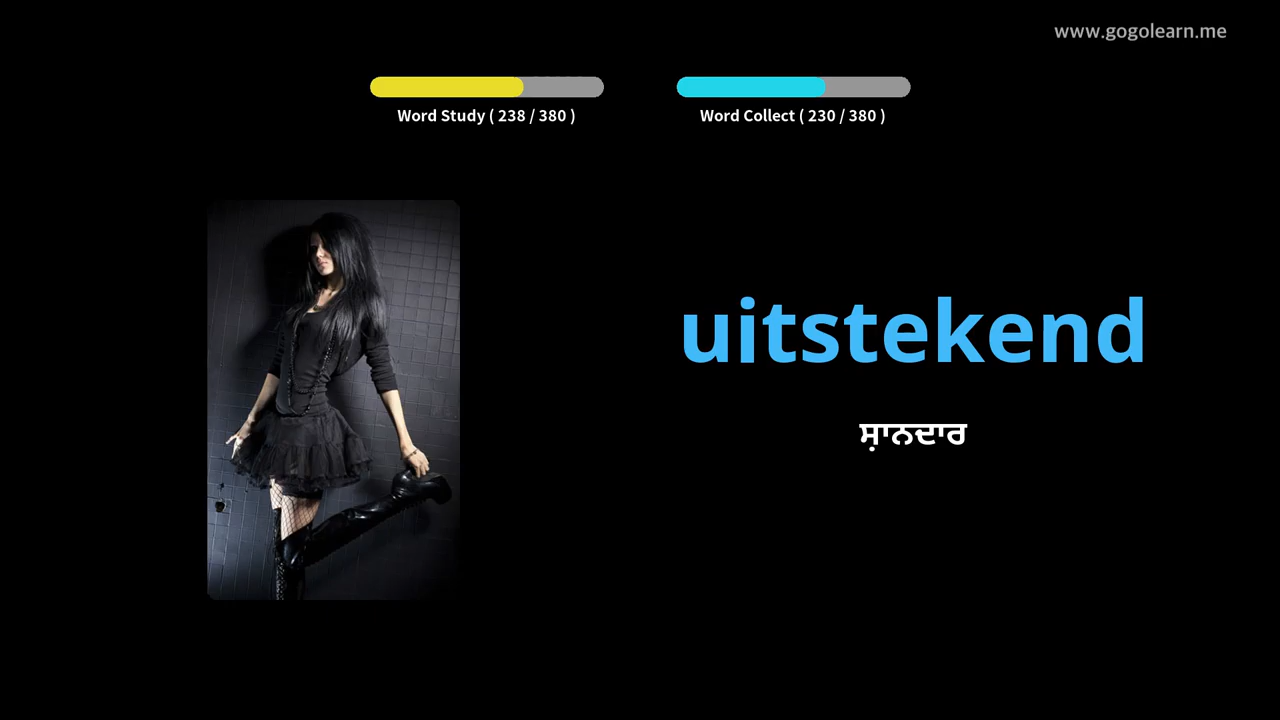 www.gogolearn.me
Word Study ( 238 / 380 )
Word Collect ( 230 / 380 )
uitstekend
ਸ਼ਾਨਦਾਰ